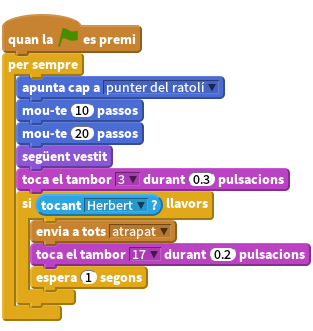 quan la es premi
per sempre
apunta cap a punter del ratolí
mou-te 10 passos
mou-te 20 passos
següent vestit
toca el tambor 3 durant 0.3 pulsacions
si tocant Herbert ? llavors
envia a tots atrapat
toca el tambor 17 durant 0.2 pulsacions
espera 1 segons